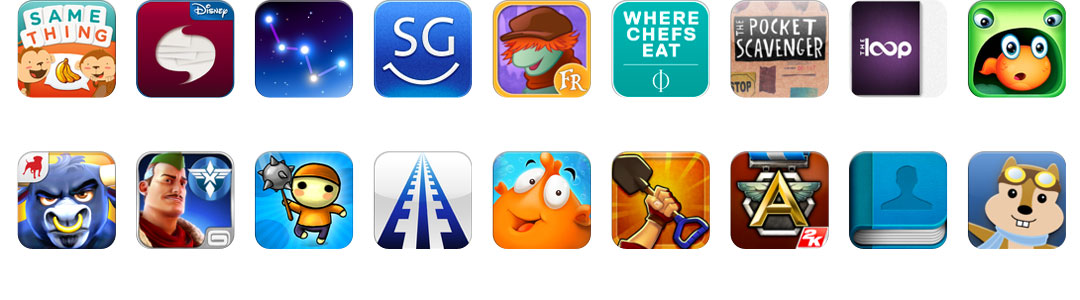 SAME
THING
Disney
SG
FR
WHERE
CHEFS
EAT
THE
POCKET
SCAVENGER
STOP
THE
loop
A
2K